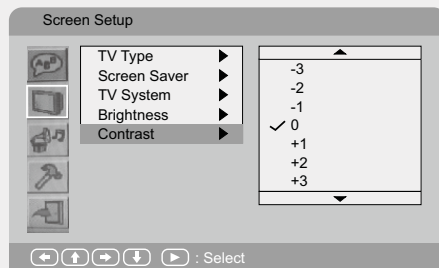 Screen Setup
TV Type
Screen Saver
TV System
Brightness
Contrast
-3
-2
-1
0
+1
+2
+3
: Select